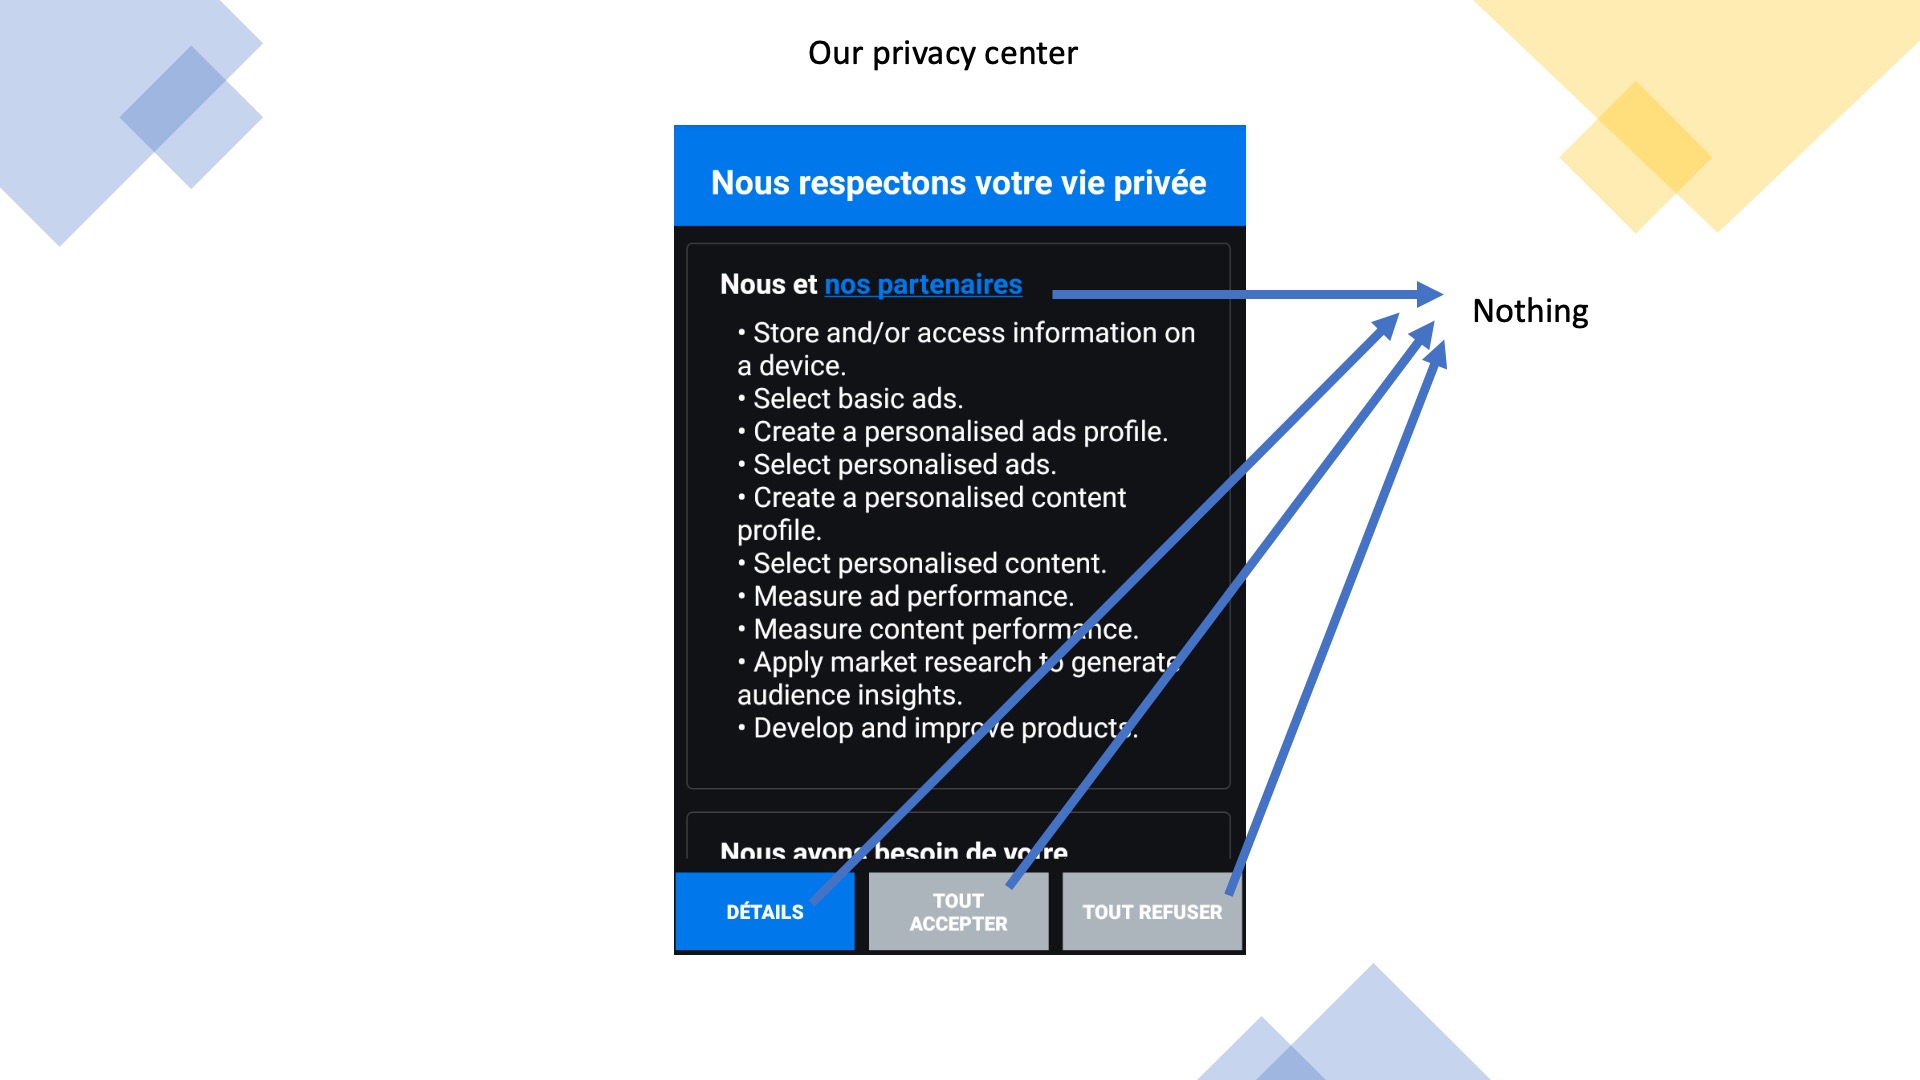 Our privacy center
Nous respectons votre vie privée
Nous et nos partenaires
• Store and/or access information on
a device.
• Select basic ads.
• Create a personalised ads profile.
• Select personalised ads.
• Create a personalised content
profile.
• Select personalised content.
• Measure ad performance.
• Measure content performance.
• Apply market research to generate
audience insights.
• Develop and improve products.
Nous avons besoin de votre
DÉTAILS
TOUT
ACCEPTER
TOUT REFUSER
Nothing